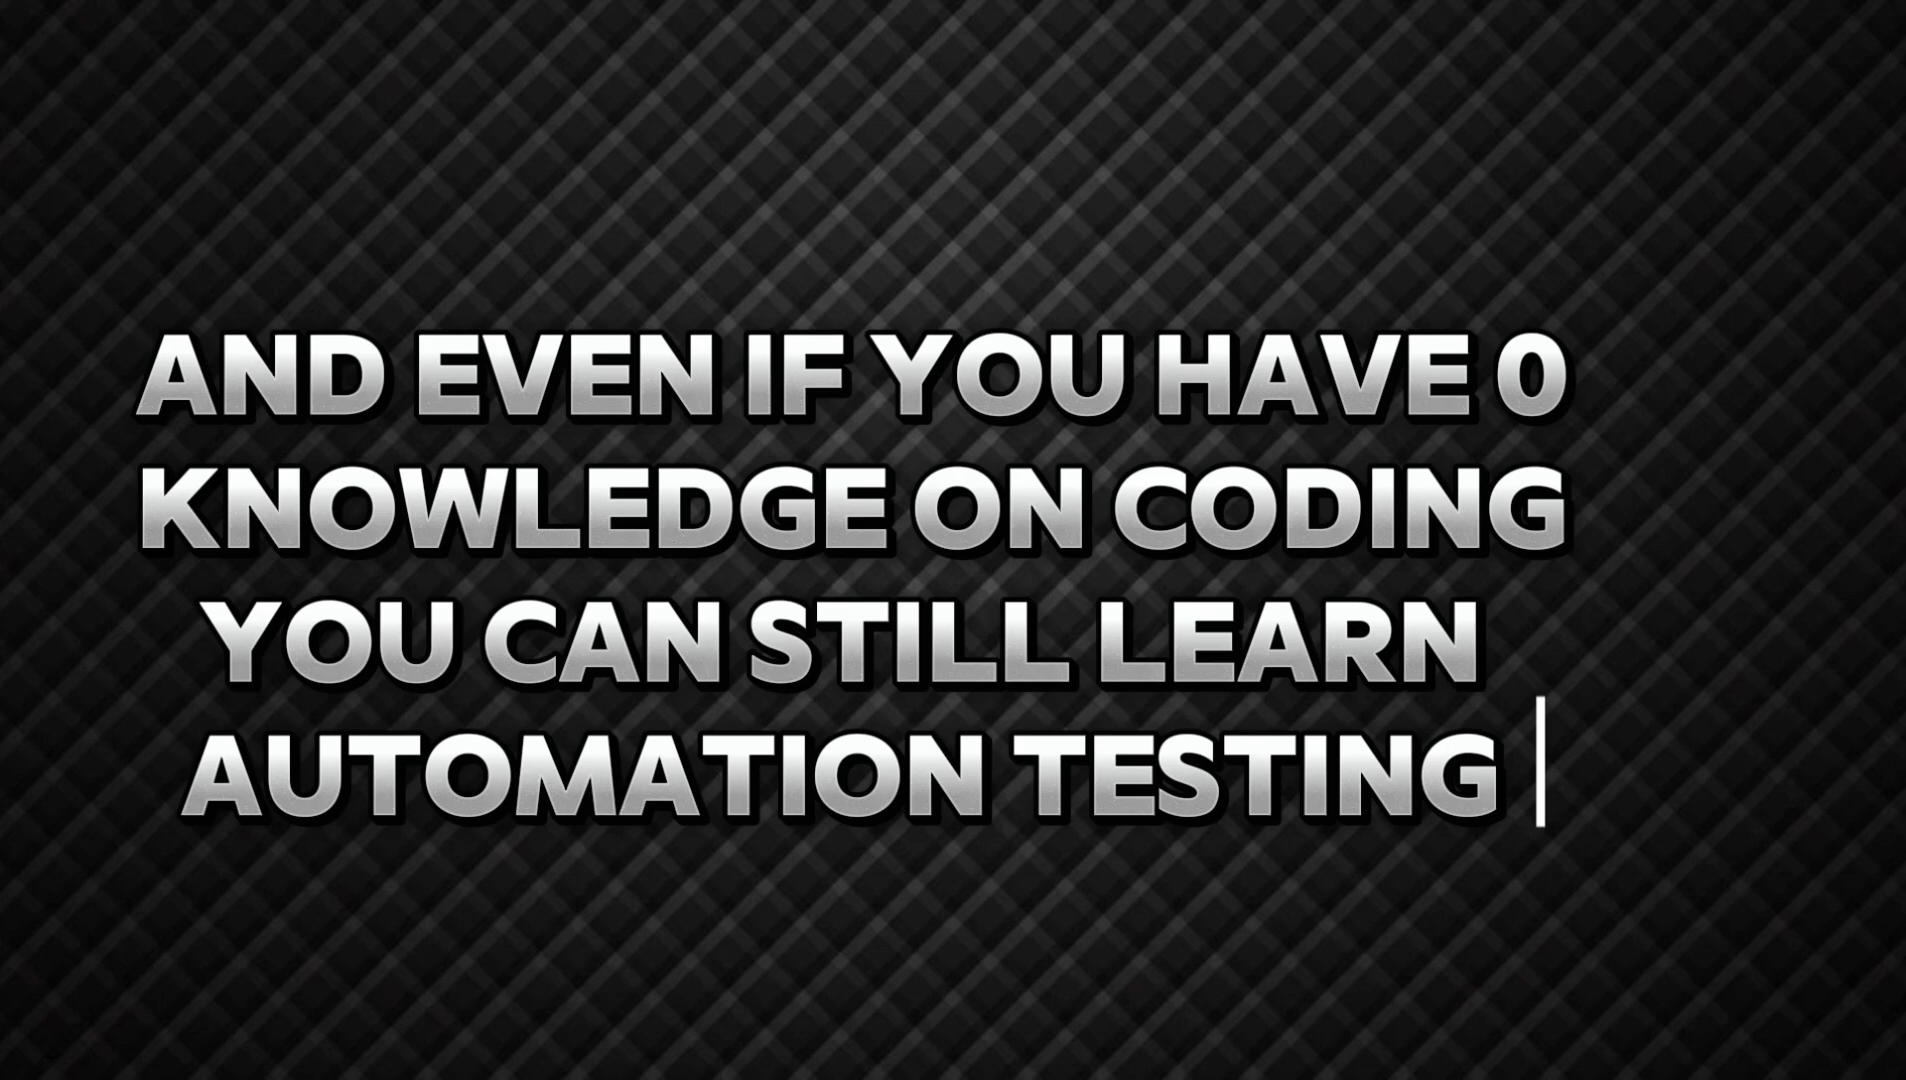 AND EVEN IF YOU HAVE 0
KNOWLEDGE ON CODING
YOU CAN STILL LEARN
AUTOMATION TESTING